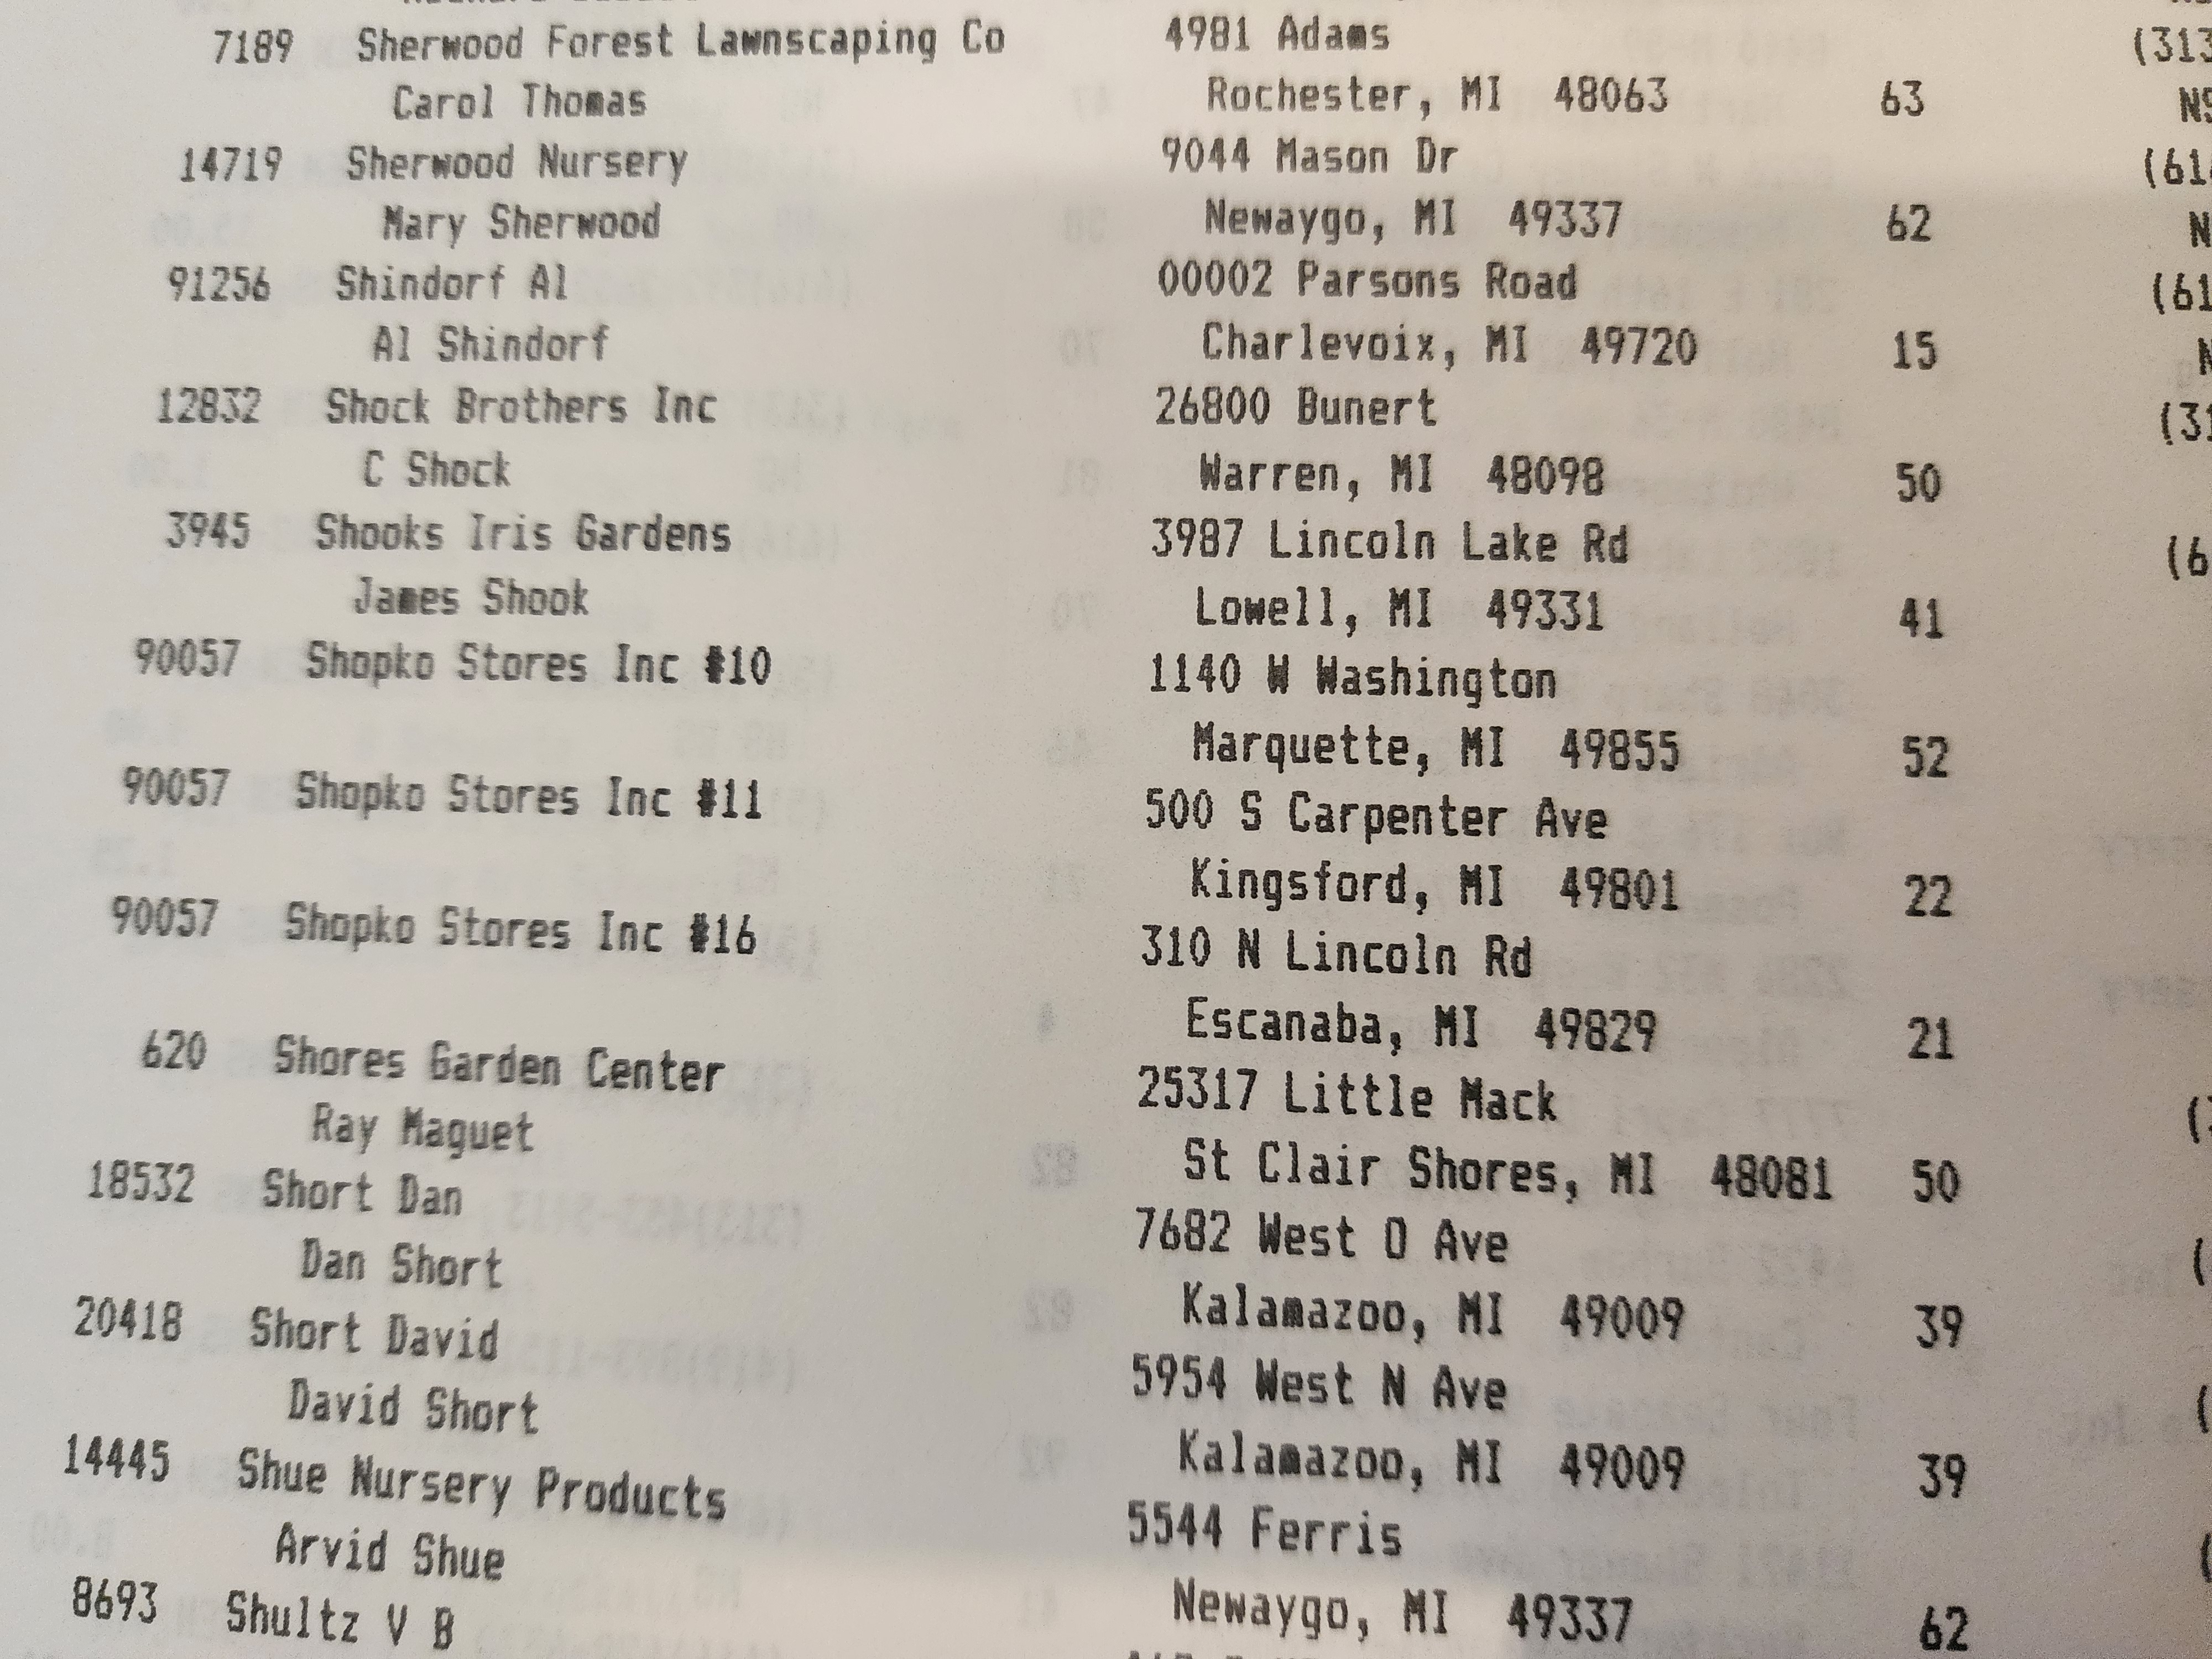 7189 Sherwood Forest Lawnscaping Co 4981 Adams (313
Carol Thomas Rochester, MI 48063 63
14719 Sherwood Nursery 9044 Mason Dr (616
Mary Sherwood Newaygo, MI 49337 62 N
91256 Shindorf Al 00002 Parsons Road (61
Al Shindorf Charlevoix, MI 49720 15 N
12832 Shock Brothers Inc 26800 Bunert (31
C Shock Warren, MI 48098 50
3945 Shooks Iris Gardens 3987 Lincoln Lake Rd (6
James Shook Lowell, MI 49331 41
90057 Shopko Stores Inc #10 1140 W Washington
Marquette, MI 49855 52
90057 Shopko Stores Inc #11 500 S Carpenter Ave
Kingsford, MI 49801 22
90057 Shopko Stores Inc #16 310 N Lincoln Rd
Escanaba, MI 49829 21
620 Shores Garden Center 25317 Little Mack (
Ray Maguet St Clair Shores, MI 48081 50
18532 Short Dan 7682 West O Ave (
Dan Short Kalamazoo, MI 49009 39
20418 Short David 5954 West N Ave (
David Short Kalamazoo, MI 49009 39
14445 Shue Nursery Products 5544 Ferris (
Arvid Shue Newaygo, MI 49337 62
8693 Shultz V B